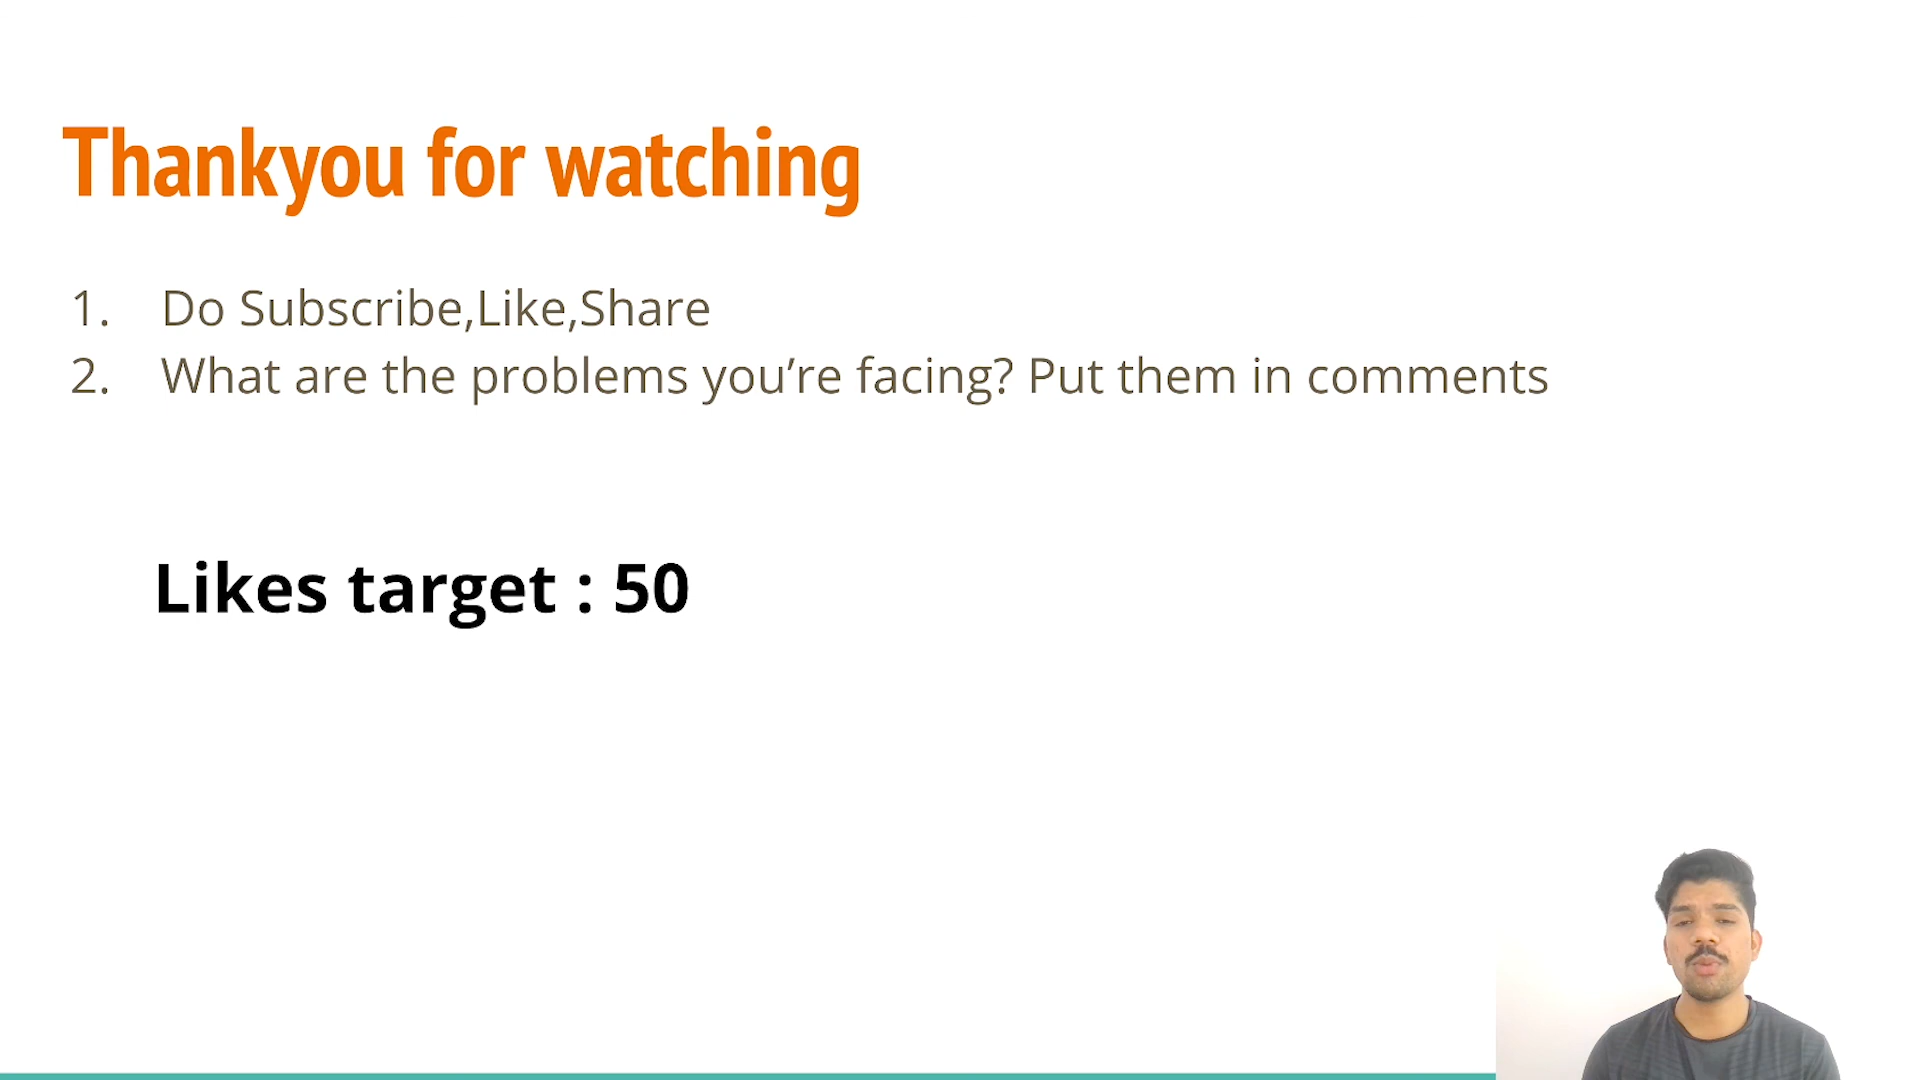 Thankyou for watching
1. Do Subscribe,Like,Share
2. What are the problems you’re facing? Put them in comments
Likes target : 50